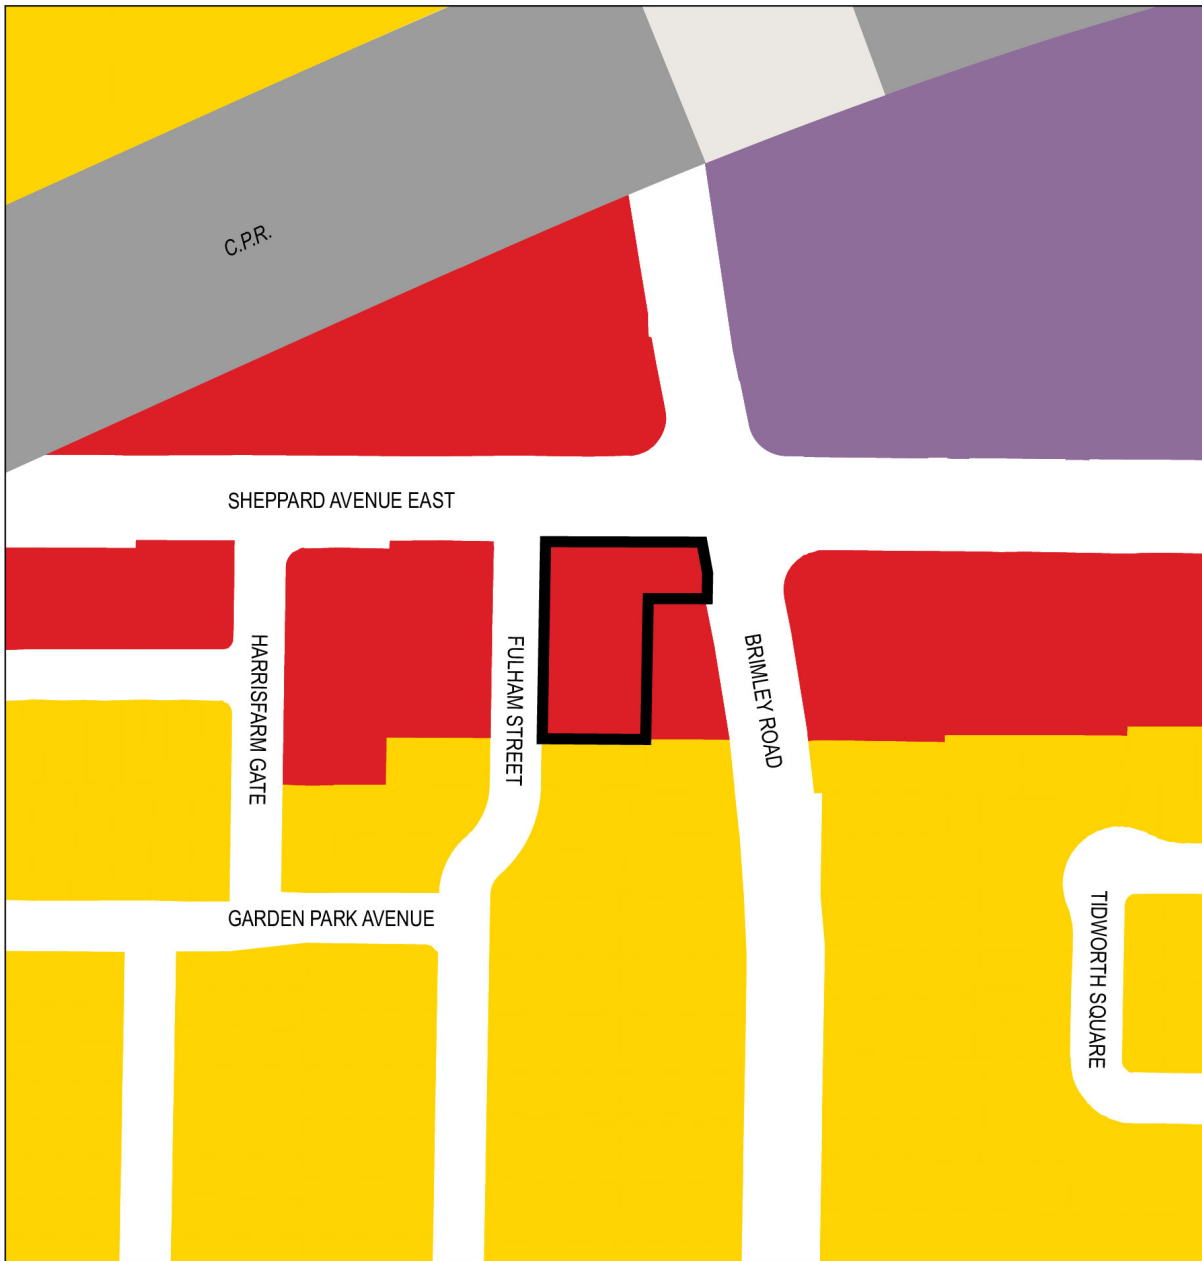 C.P.R.
SHEPPARD AVENUE EAST
HARRISFARM GATE
FULHAM STREET
BRIMLEY ROAD
GARDEN PARK AVENUE
TIDWORTH SQUARE